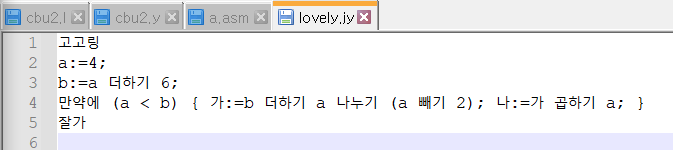 cbu2.l cbu2.y a.asm lovely.jy
1 고고링
2 a:=4;
3 b:=a 더하기 6;
4 만약에 (a < b) { 가:=b 더하기 a 나누기 (a 빼기 2); 나:=가 곱하기 a; }
5 잘가
6